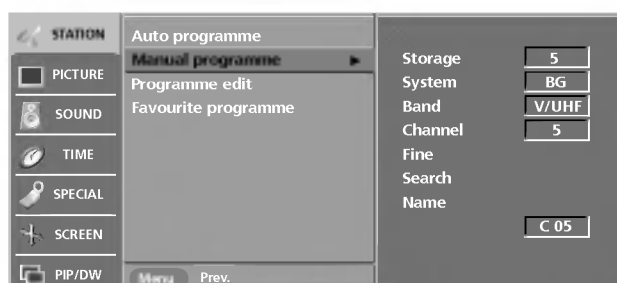 STATION
PICTURE
SOUND
TIME
SPECIAL
SCREEN
PIP/DW
Auto programme
Manual programme
Programme edit
Favourite programme
Menu Prev.
Storage 5
System BG
Band V/UHF
Channel 5
Fine
Search
Name
C 05